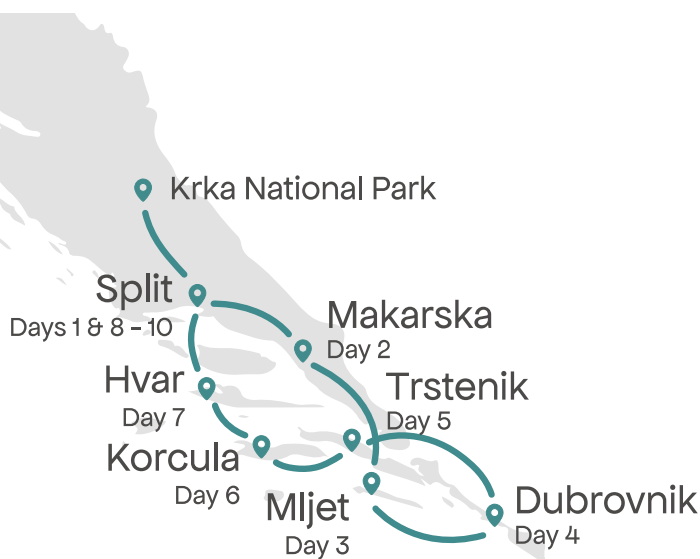 Krka National Park
Split
Days 1 & 8 – 10
Makarska
Day 2
Hvar
Day 7
Trstenik
Day 5
Korcula
Day 6
Mljet
Day 3
Dubrovnik
Day 4